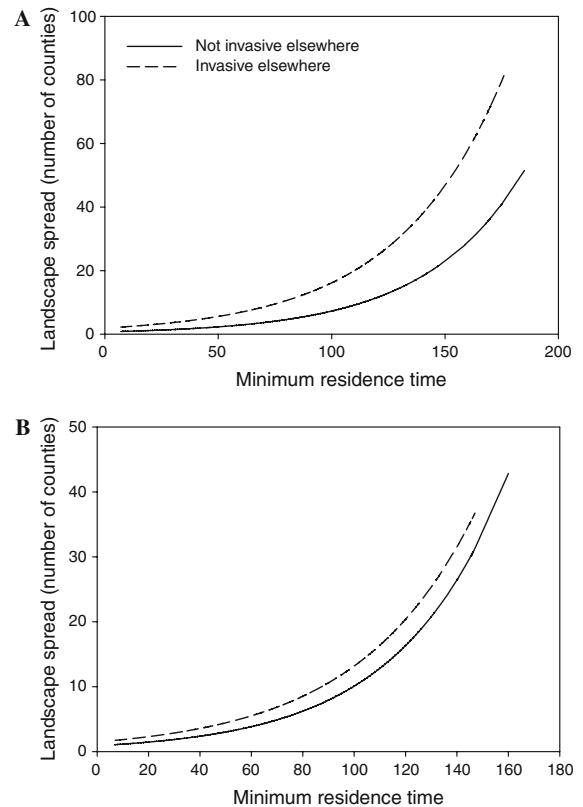 A
Landscape spread (number of counties)
100
80
60
40
20
0
Not invasive elsewhere
Invasive elsewhere
0 50 100 150 200
Minimum residence time
B
Landscape spread (number of counties)
50
40
30
20
10
0
0 20 40 60 80 100 120 140 160 180
Minimum residence time